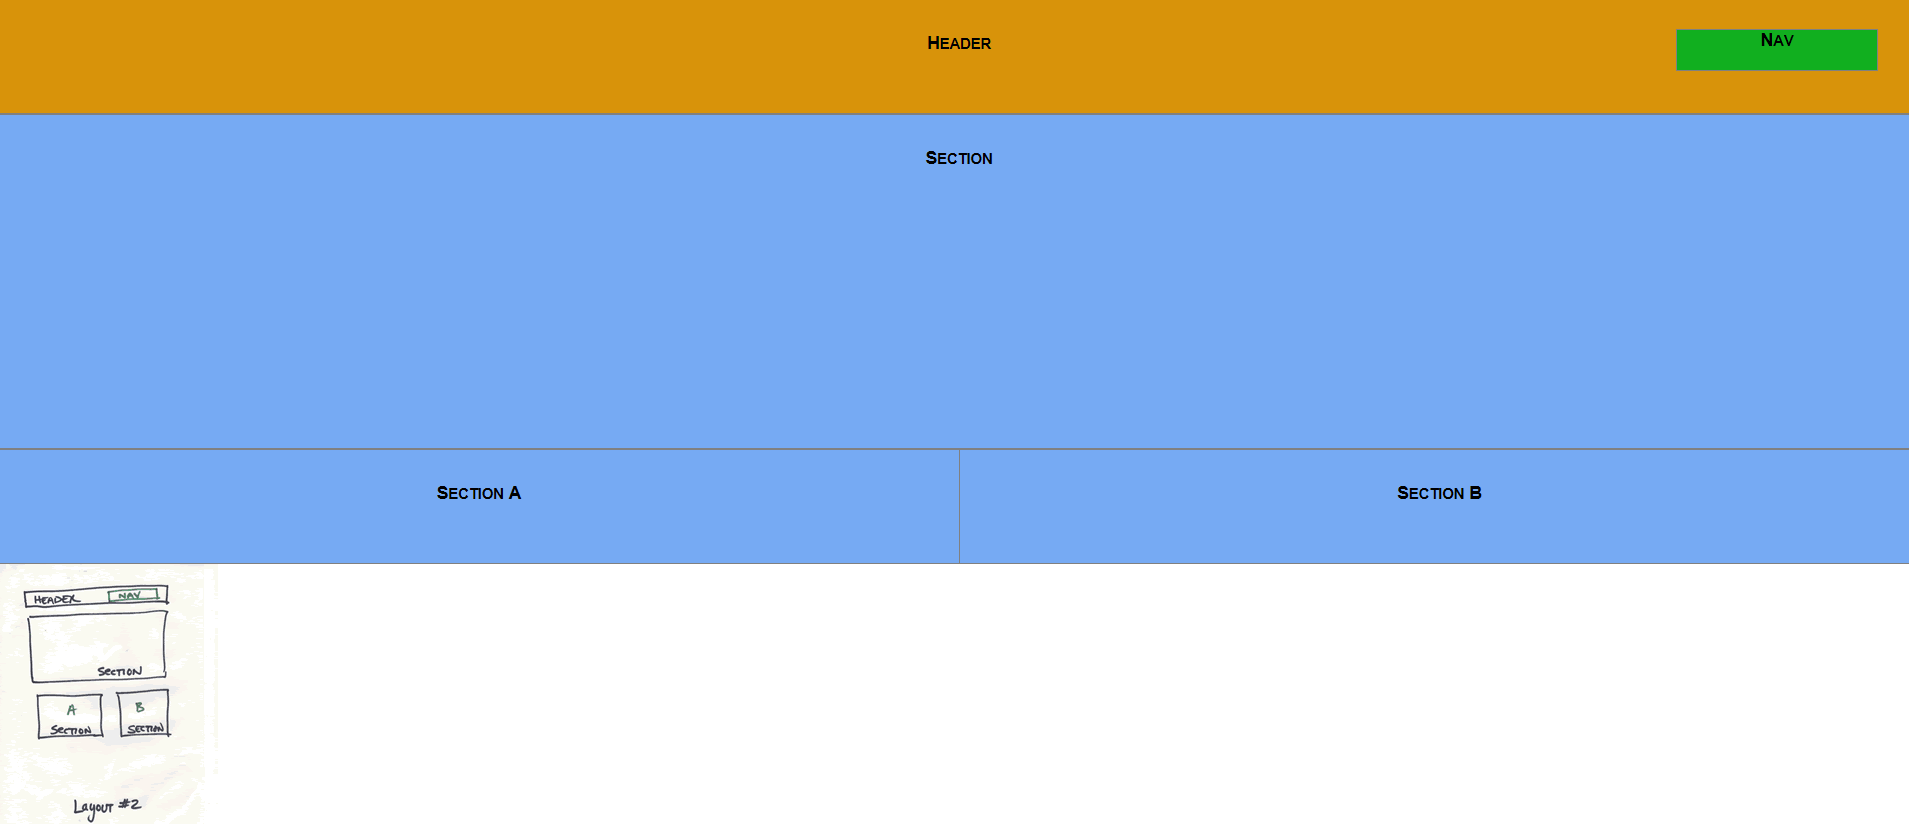 HEADER
NAV
SECTION
SECTION A
SECTION B
HEADER NAV
SECTION
A B
SECTION SECTION
Layout #2